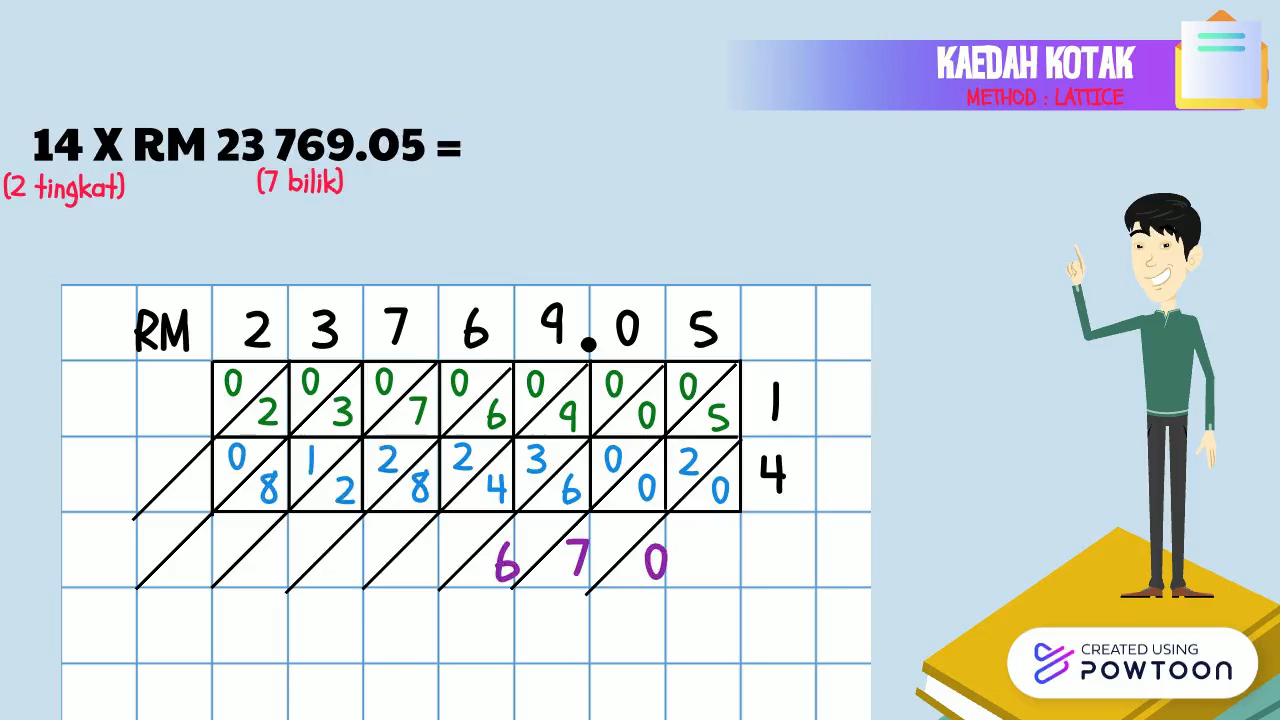 KAEDAH KOTAK
METHOD : LATTICE
14 X RM 23 769.05 =
(2 tingkat) (7 bilik)
RM 2 3 7 6 9 . 0 5
0 0 0 0 0 0 0
2 3 7 6 9 0 5
1
0 1 2 2 3 0 2
8 2 8 4 6 0 0
4
6 7 0
CREATED USING
POWTOON